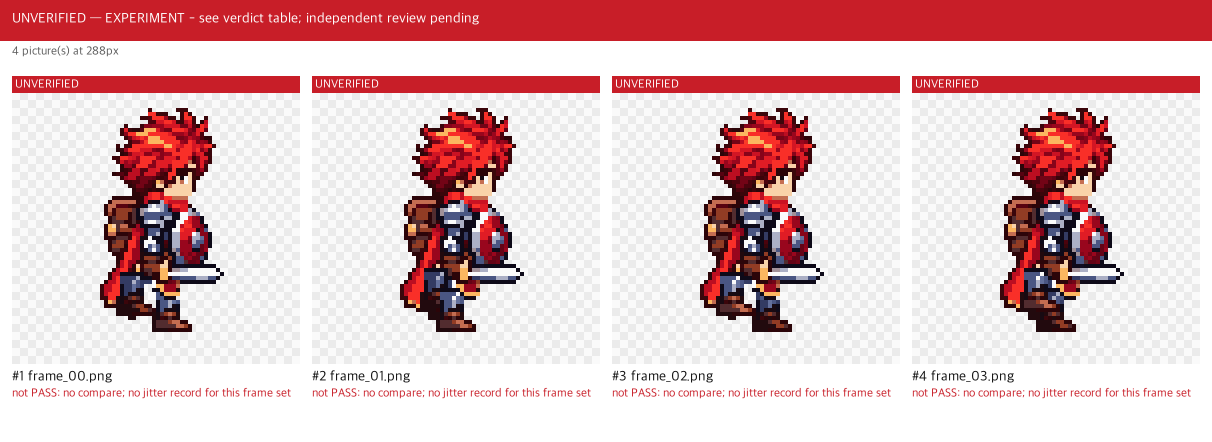 UNVERIFIED — EXPERIMENT – see verdict table; independent review pending
4 picture(s) at 288px
UNVERIFIED
UNVERIFIED
UNVERIFIED
UNVERIFIED
#1 frame_00.png
#2 frame_01.png
#3 frame_02.png
#4 frame_03.png
not PASS: no compare; no jitter record for this frame set
not PASS: no compare; no jitter record for this frame set
not PASS: no compare; no jitter record for this frame set
not PASS: no compare; no jitter record for this frame set